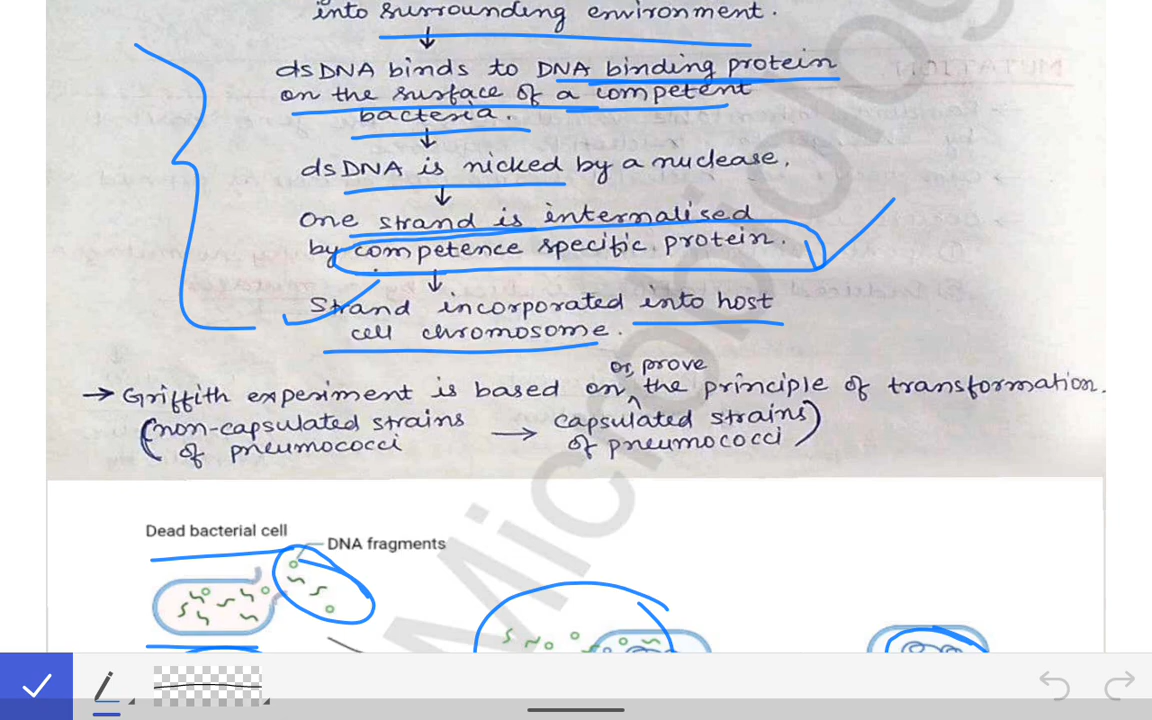 into surrounding environment.
↓
dsDNA binds to DNA binding protein
on the surface of a competent
bacteria.
↓
dsDNA is nicked by a nuclease.
↓
One strand is internalised
by competence specific protein.
↓
Strand incorporated into host
cell chromosome.
or prove
→ Griffith experiment is based on ^ the principle of transformation.
(non-capsulated strains → capsulated strains)
of pneumococci of pneumococci
Dead bacterial cell
DNA fragments
MUTATION